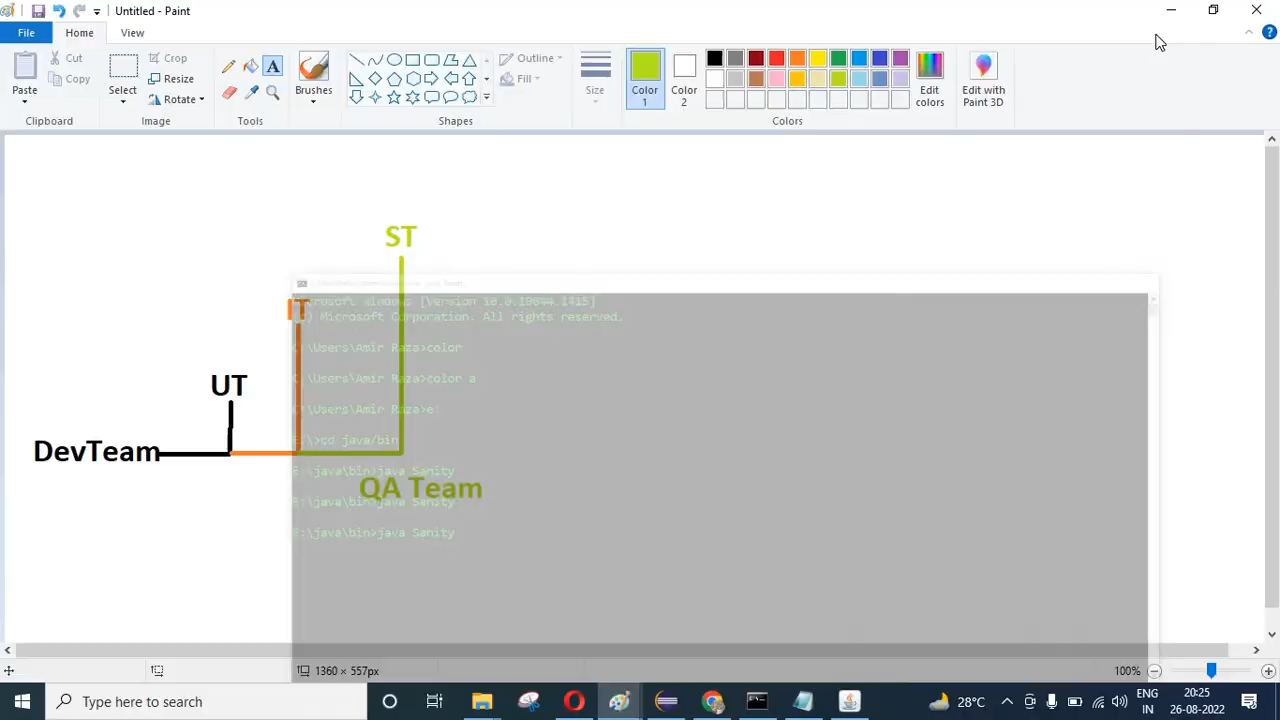 Untitled - Paint
File
Home
View
Paste
Cut
Copy
Clipboard
Select
Crop
Resize
Rotate
Image
A
Tools
Brushes
Outline
Fill
Shapes
Size
Color 1
Color 2
Edit colors
Edit with Paint 3D
Colors
ST
Microsoft Windows [Version 10.0.19044.1415]
IT
(c) Microsoft Corporation. All rights reserved.
C:\Users\Amir Raza>color
C:\Users\Amir Raza>color a
UT
C:\Users\Amir Raza>e:
E:\>cd java/bin
DevTeam
E:\java\bin>java Sanity
QA Team
E:\java\bin>java Sanity
E:\java\bin>java Sanity
1360 × 557px
100%
Type here to search
28°C
ENG
IN
20:25
26-08-2022